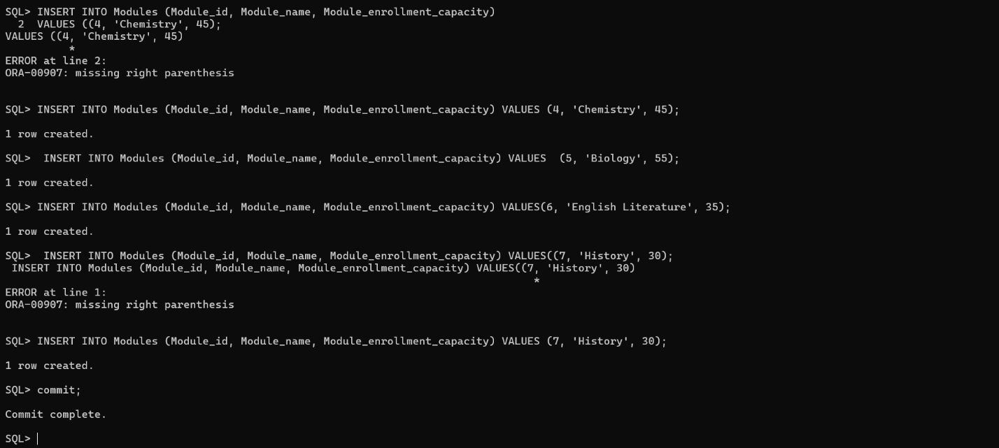 SQL> INSERT INTO Modules (Module_id, Module_name, Module_enrollment_capacity)
  2  VALUES ((4, 'Chemistry', 45);
VALUES ((4, 'Chemistry', 45)
          *
ERROR at line 2:
ORA-00907: missing right parenthesis
SQL> INSERT INTO Modules (Module_id, Module_name, Module_enrollment_capacity) VALUES (4, 'Chemistry', 45);
1 row created.
SQL>  INSERT INTO Modules (Module_id, Module_name, Module_enrollment_capacity) VALUES  (5, 'Biology', 55);
1 row created.
SQL> INSERT INTO Modules (Module_id, Module_name, Module_enrollment_capacity) VALUES(6, 'English Literature', 35);
1 row created.
SQL>  INSERT INTO Modules (Module_id, Module_name, Module_enrollment_capacity) VALUES((7, 'History', 30);
 INSERT INTO Modules (Module_id, Module_name, Module_enrollment_capacity) VALUES((7, 'History', 30)
                                                                                   *
ERROR at line 1:
ORA-00907: missing right parenthesis
SQL> INSERT INTO Modules (Module_id, Module_name, Module_enrollment_capacity) VALUES (7, 'History', 30);
1 row created.
SQL> commit;
Commit complete.
SQL>